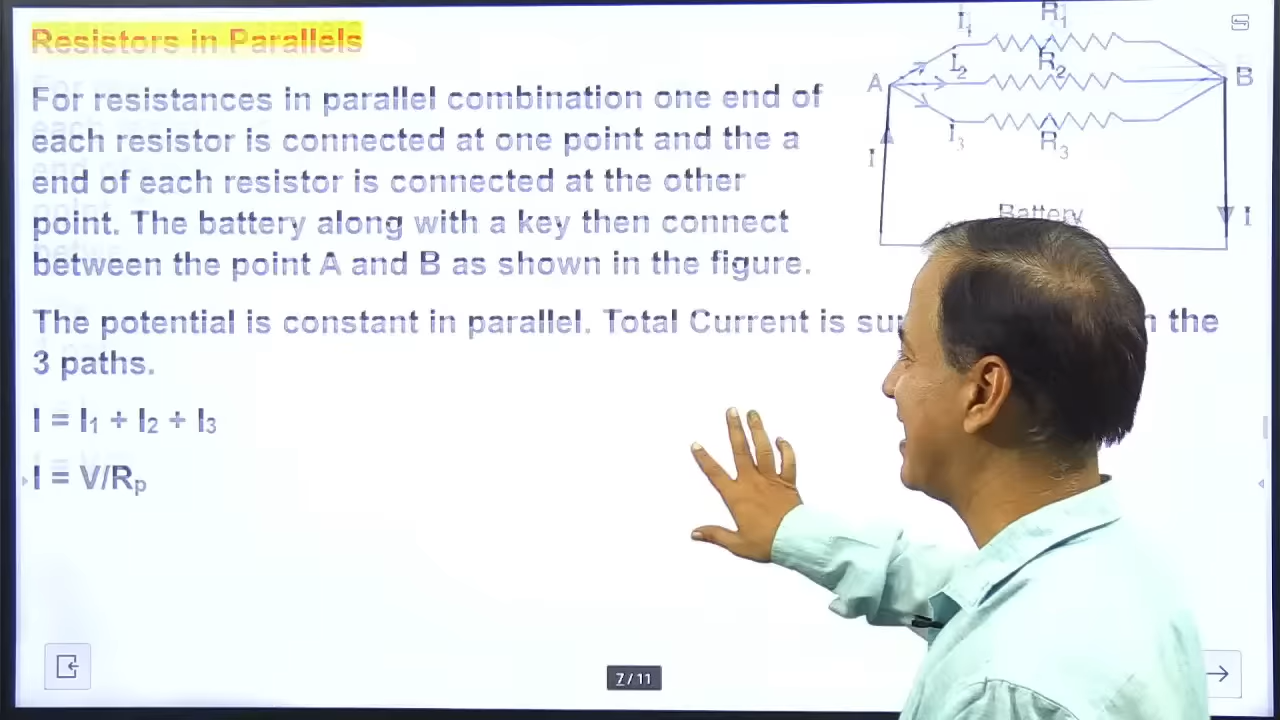 Resistors in Parallels
I₁ R₁
A I₂ R₂ B
I₃ R₃
I
I
Battery
For resistances in parallel combination one end of
each resistor is connected at one point and the a
end of each resistor is connected at the other
point. The battery along with a key then connect
between the point A and B as shown in the figure.
The potential is constant in parallel. Total Current is the
3 paths.
I = I₁ + I₂ + I₃
I = V/Rₚ
7/11